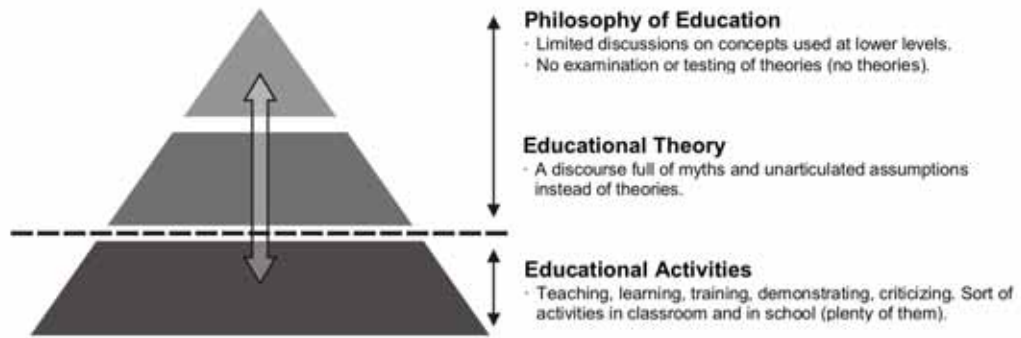 Philosophy of Education
· Limited discussions on concepts used at lower levels.
· No examination or testing of theories (no theories).
Educational Theory
· A discourse full of myths and unarticulated assumptions
instead of theories.
Educational Activities
· Teaching, learning, training, demonstrating, criticizing. Sort of
activities in classroom and in school (plenty of them).